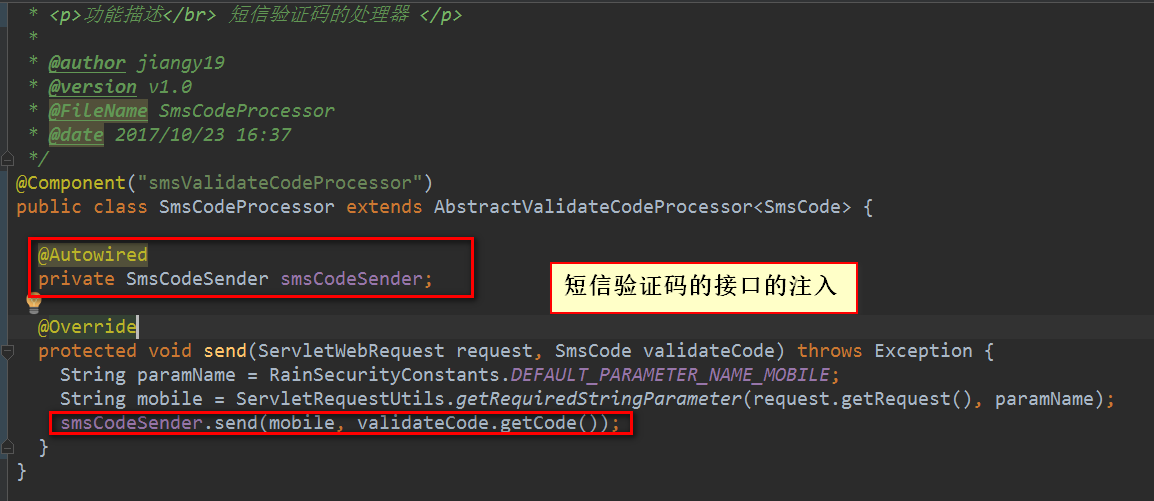 * <p>功能描述</br> 短信验证码的处理器 </p>
*
* @author jiangy19
* @version v1.0
* @FileName SmsCodeProcessor
* @date 2017/10/23 16:37
*/
@Component("smsValidateCodeProcessor")
public class SmsCodeProcessor extends AbstractValidateCodeProcessor<SmsCode> {
@Autowired
private SmsCodeSender smsCodeSender;
短信验证码的接口的注入
@Override
protected void send(ServletWebRequest request, SmsCode validateCode) throws Exception {
String paramName = RainSecurityConstants.DEFAULT_PARAMETER_NAME_MOBILE;
String mobile = ServletRequestUtils.getRequiredStringParameter(request.getRequest(), paramName);
smsCodeSender.send(mobile, validateCode.getCode());
}
}